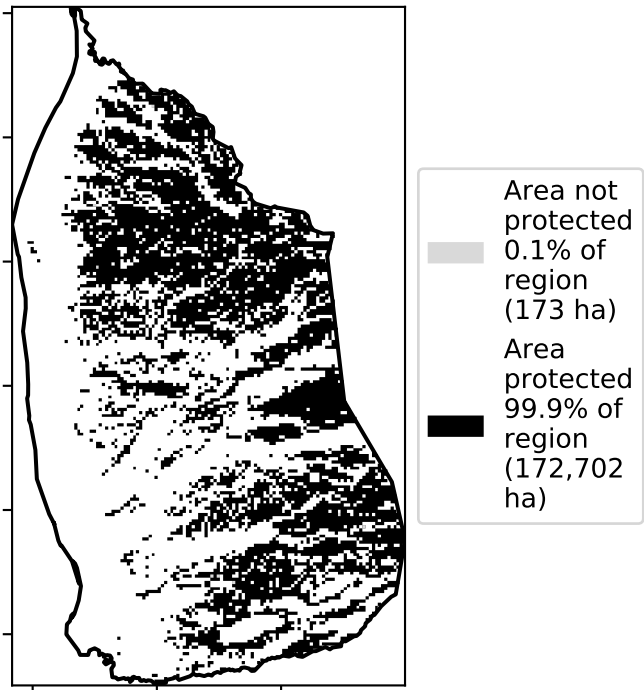 Area not
protected
0.1% of
region
(173 ha)
Area
protected
99.9% of
region
(172,702
ha)